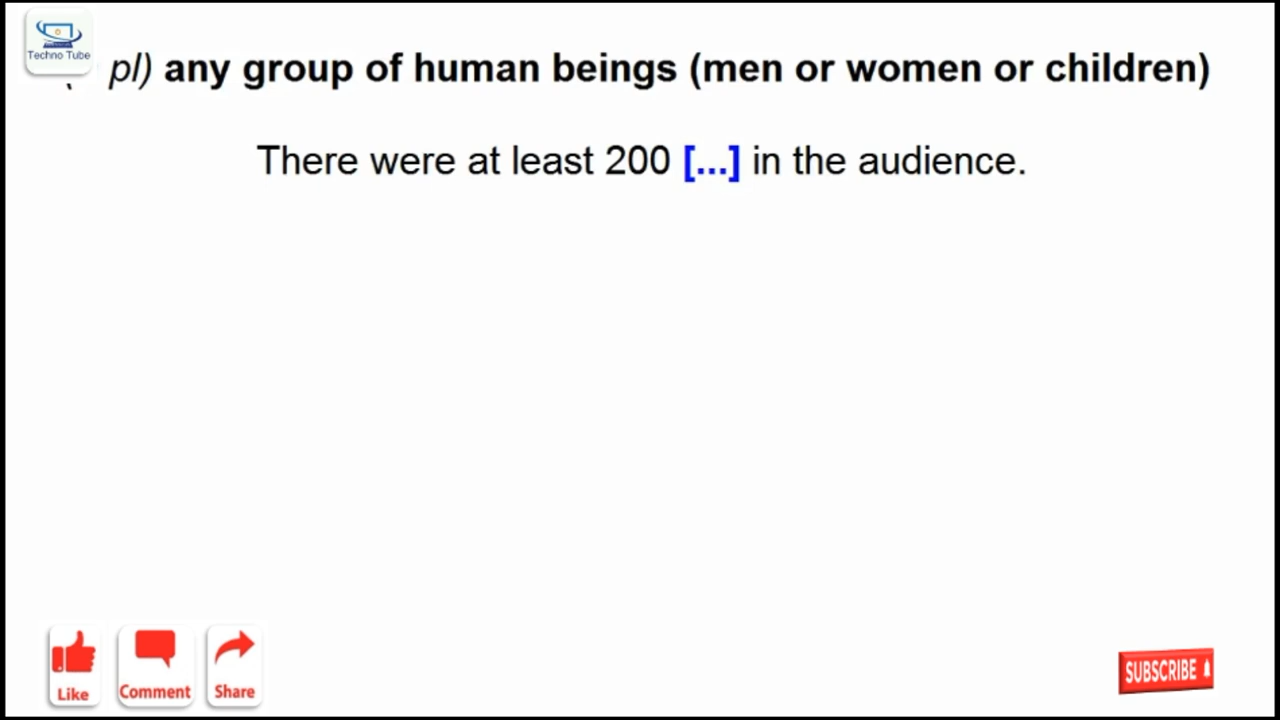 Techno Tube
pl) any group of human beings (men or women or children)
There were at least 200 [...] in the audience.
Like
Comment
Share
SUBSCRIBE